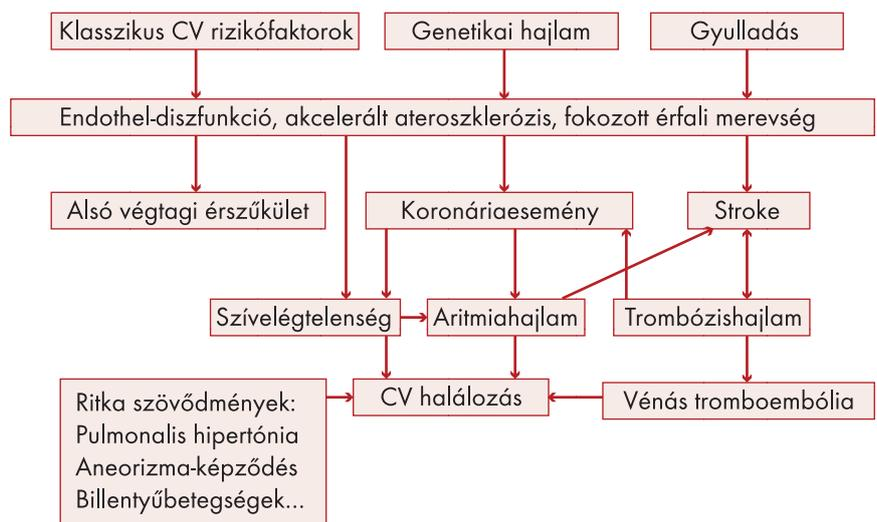 Klasszikus CV rizikófaktorok
Genetikai hajlam
Gyulladás
Endothel-diszfunkció, akcelerált ateroszklerózis, fokozott érfali merevség
Alsó végtagi érszűkület
Koronáriaesemény
Stroke
Szívelégtelenség
Aritmiahajlam
Trombózishajlam
Ritka szövődmények:
Pulmonalis hipertónia
Aneorizma-képződés
Billentyűbetegségek...
CV halálozás
Vénás tromboembólia